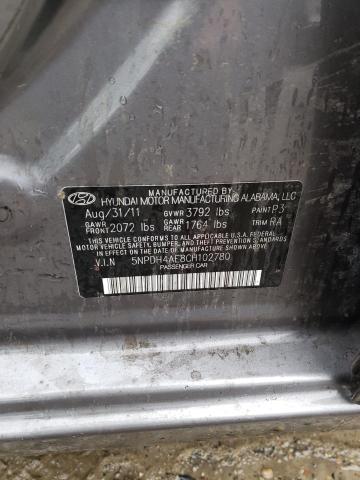 MANUFACTURED BY
HYUNDAI MOTOR MANUFACTURING ALABAMA, LLC
Aug/31/11 GVWR 3792 lbs PAINT P3
GAWR FRONT 2072 lbs GAWR REAR 1764 lbs TRIM RA
THIS VEHICLE CONFORMS TO ALL APPLICABLE U.S.A FEDERAL
MOTOR VEHICLE SAFETY, BUMPER, AND THEFT PREVENTION
STANDARDS IN EFFECT ON THE DATE OF MANUFACTURE SHOWN ABOVE.
V.I.N 5NPDH4AE8CH102780
PASSENGER CAR